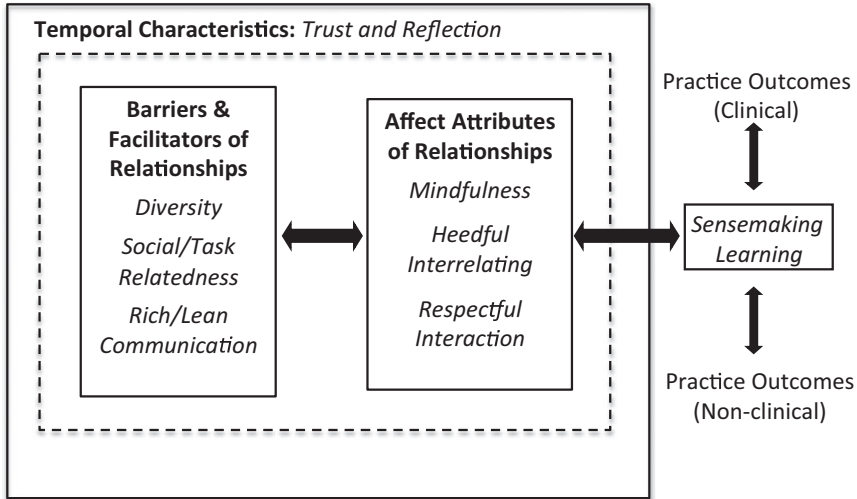 Temporal Characteristics: Trust and Reflection
Barriers &
Facilitators of
Relationships
Diversity
Social/Task
Relatedness
Rich/Lean
Communication
Affect Attributes
of Relationships
Mindfulness
Heedful
Interrelating
Respectful
Interaction
Practice Outcomes
(Clinical)
Sensemaking
Learning
Practice Outcomes
(Non-clinical)